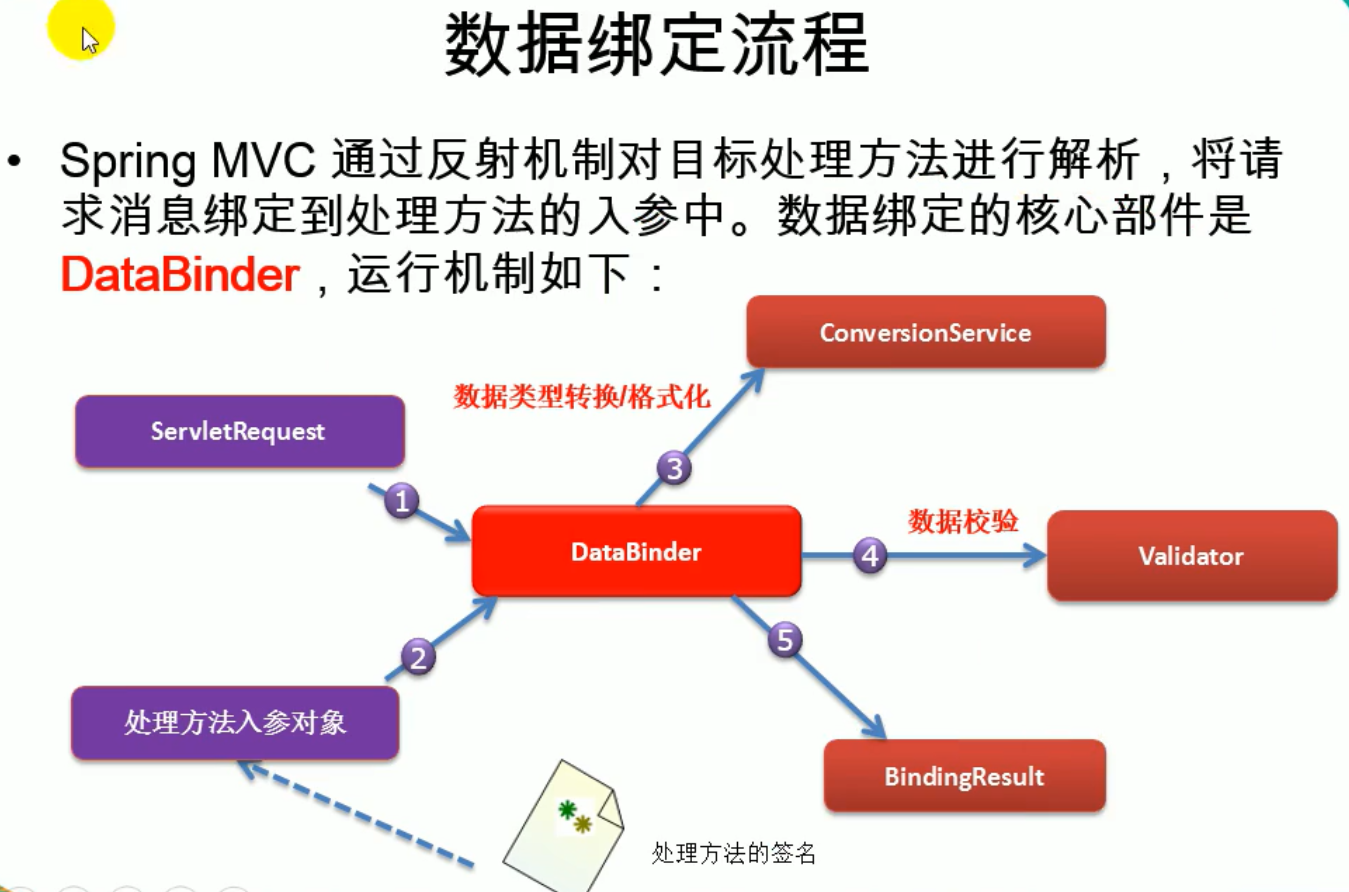 数据绑定流程
• Spring MVC 通过反射机制对目标处理方法进行解析，将请
求消息绑定到处理方法的入参中。数据绑定的核心部件是
DataBinder，运行机制如下：
ConversionService
数据类型转换/格式化
ServletRequest
3
1
数据校验
DataBinder
4
Validator
5
2
处理方法入参对象
BindingResult
处理方法的签名